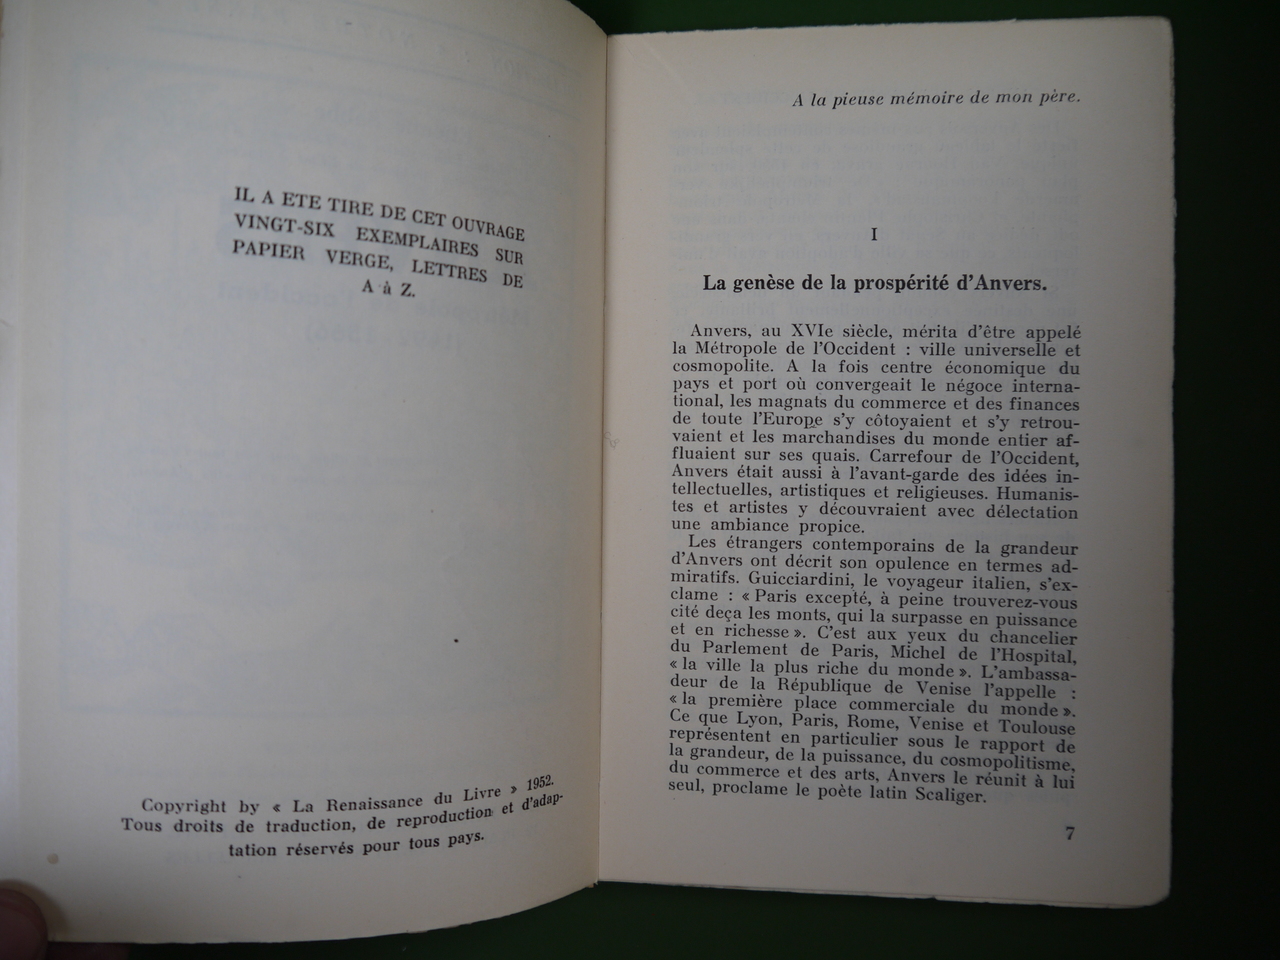 IL A ETE TIRE DE CET OUVRAGE
VINGT-SIX EXEMPLAIRES SUR
PAPIER VERGE, LETTRES DE
A à Z.
Copyright by « La Renaissance du Livre » 1952.
Tous droits de traduction, de reproduction et d'adap-
tation réservés pour tous pays.
A la pieuse mémoire de mon père.
I
La genèse de la prospérité d'Anvers.
Anvers, au XVIe siècle, mérita d'être appelé
la Métropole de l'Occident : ville universelle et
cosmopolite. A la fois centre économique du
pays et port où convergeait le négoce interna-
tional, les magnats du commerce et des finances
de toute l'Europe s'y côtoyaient et s'y retrou-
vaient et les marchandises du monde entier af-
fluaient sur ses quais. Carrefour de l'Occident,
Anvers était aussi à l'avant-garde des idées in-
tellectuelles, artistiques et religieuses. Humanis-
tes et artistes y découvraient avec délectation
une ambiance propice.
Les étrangers contemporains de la grandeur
d'Anvers ont décrit son opulence en termes ad-
miratifs. Guicciardini, le voyageur italien, s'ex-
clame : « Paris excepté, à peine trouverez-vous
cité deça les monts, qui la surpasse en puissance
et en richesse ». C'est aux yeux du chancelier
du Parlement de Paris, Michel de l'Hospital,
« la ville la plus riche du monde ». L'ambassa-
deur de la République de Venise l'appelle :
« la première place commerciale du monde ».
Ce que Lyon, Paris, Rome, Venise et Toulouse
représentent en particulier sous le rapport de
la grandeur, de la puissance, du cosmopolitisme,
du commerce et des arts, Anvers le réunit à lui
seul, proclame le poète latin Scaliger.
7